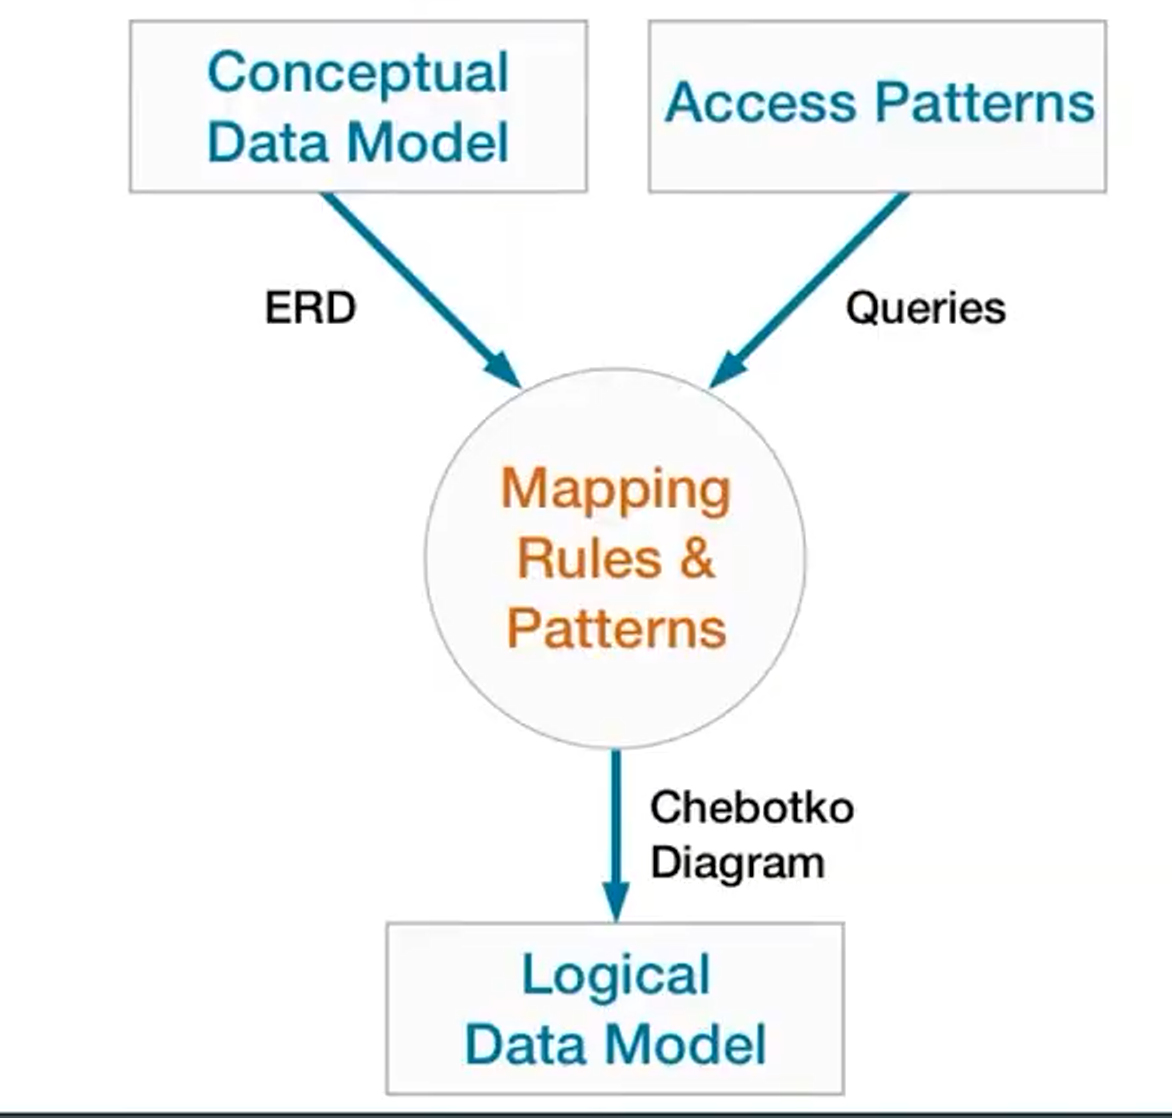 Conceptual
Data Model
Access Patterns
ERD
Queries
Mapping
Rules &
Patterns
Chebotko
Diagram
Logical
Data Model